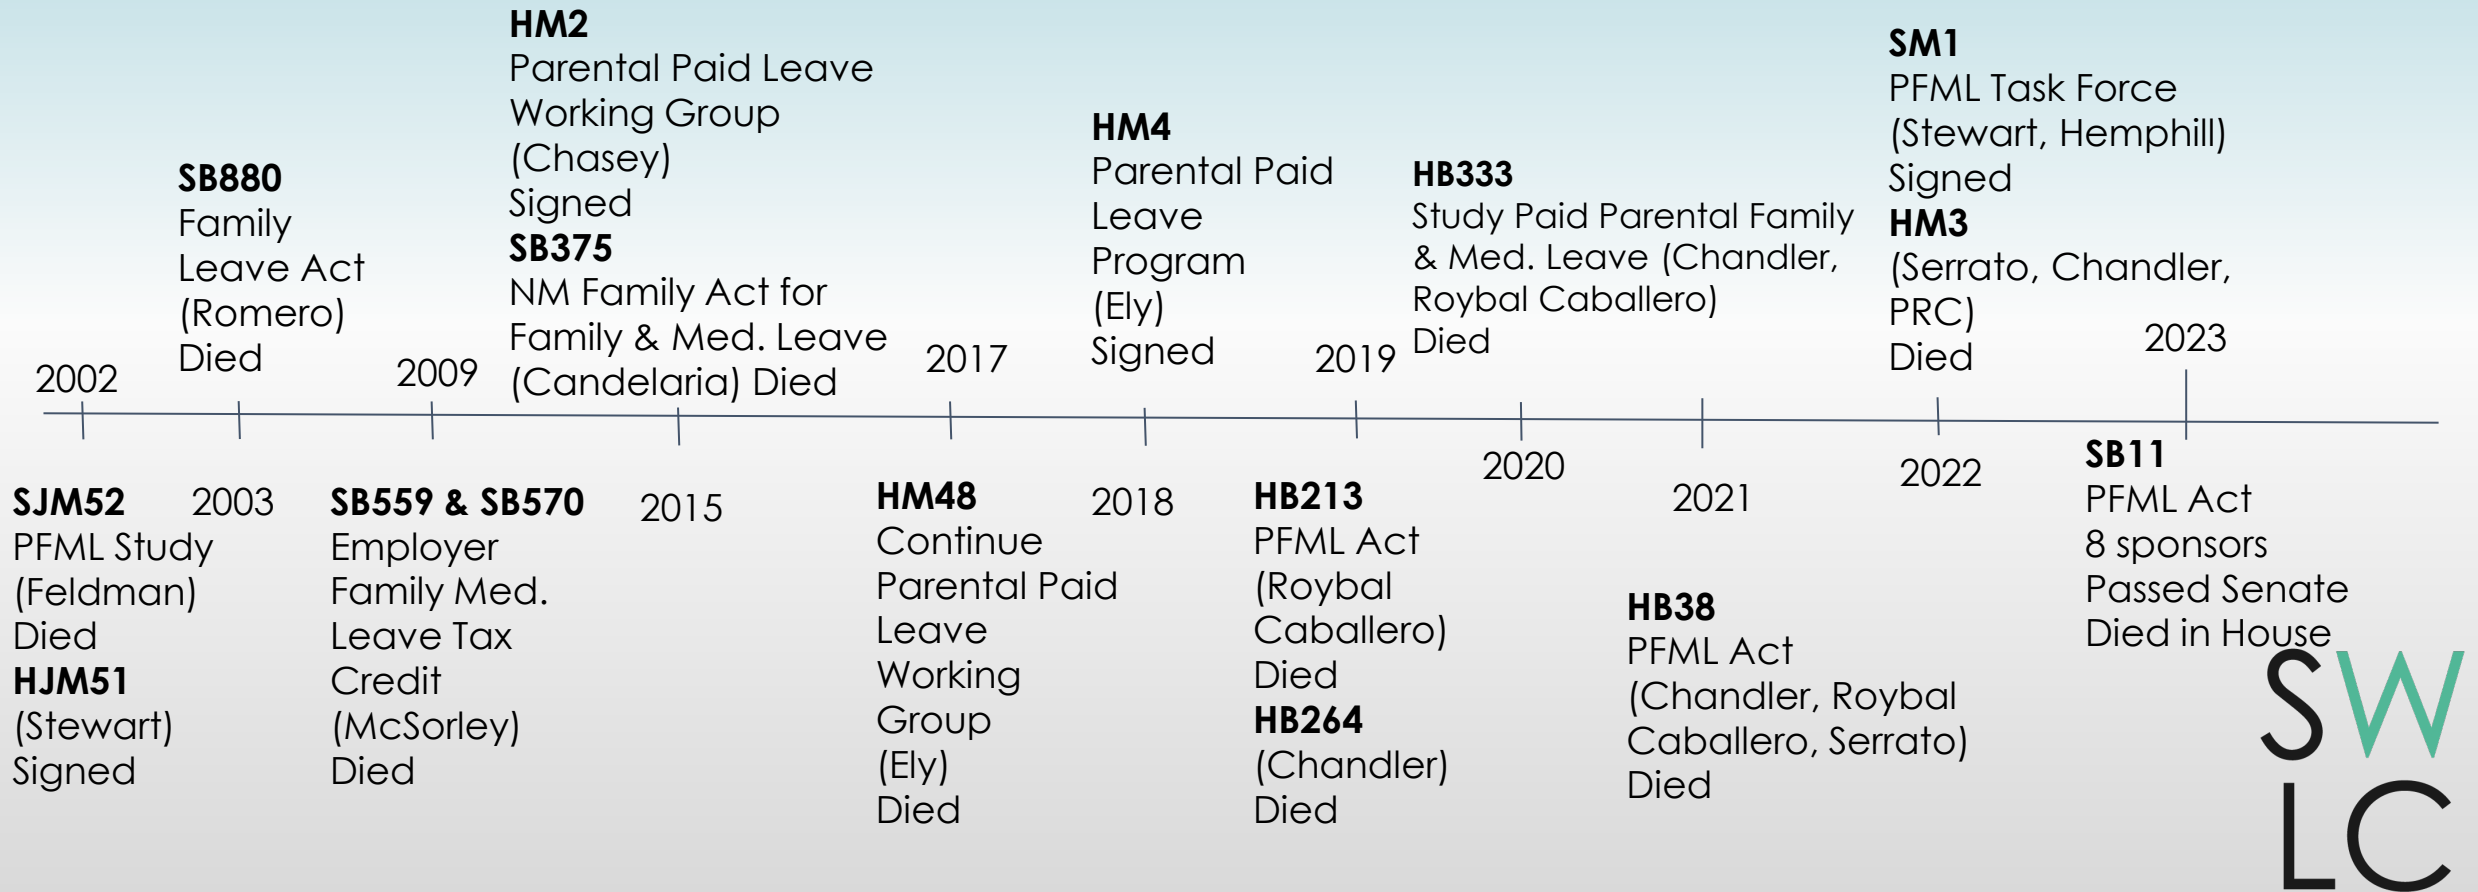 2002
SJM52
PFML Study
(Feldman)
Died
HJM51
(Stewart)
Signed
SB880
Family
Leave Act
(Romero)
Died
2003
2009
SB559 & SB570
Employer
Family Med.
Leave Tax
Credit
(McSorley)
Died
HM2
Parental Paid Leave
Working Group
(Chasey)
Signed
SB375
NM Family Act for
Family & Med. Leave
(Candelaria) Died
2015
2017
HM48
Continue
Parental Paid
Leave
Working
Group
(Ely)
Died
HM4
Parental Paid
Leave
Program
(Ely)
Signed
2018
2019
HB213
PFML Act
(Roybal
Caballero)
Died
HB264
(Chandler)
Died
HB333
Study Paid Parental Family
& Med. Leave (Chandler,
Roybal Caballero)
Died
2020
2021
HB38
PFML Act
(Chandler, Roybal
Caballero, Serrato)
Died
SM1
PFML Task Force
(Stewart, Hemphill)
Signed
HM3
(Serrato, Chandler,
PRC)
Died
2022
2023
SB11
PFML Act
8 sponsors
Passed Senate
Died in House
SW
LC